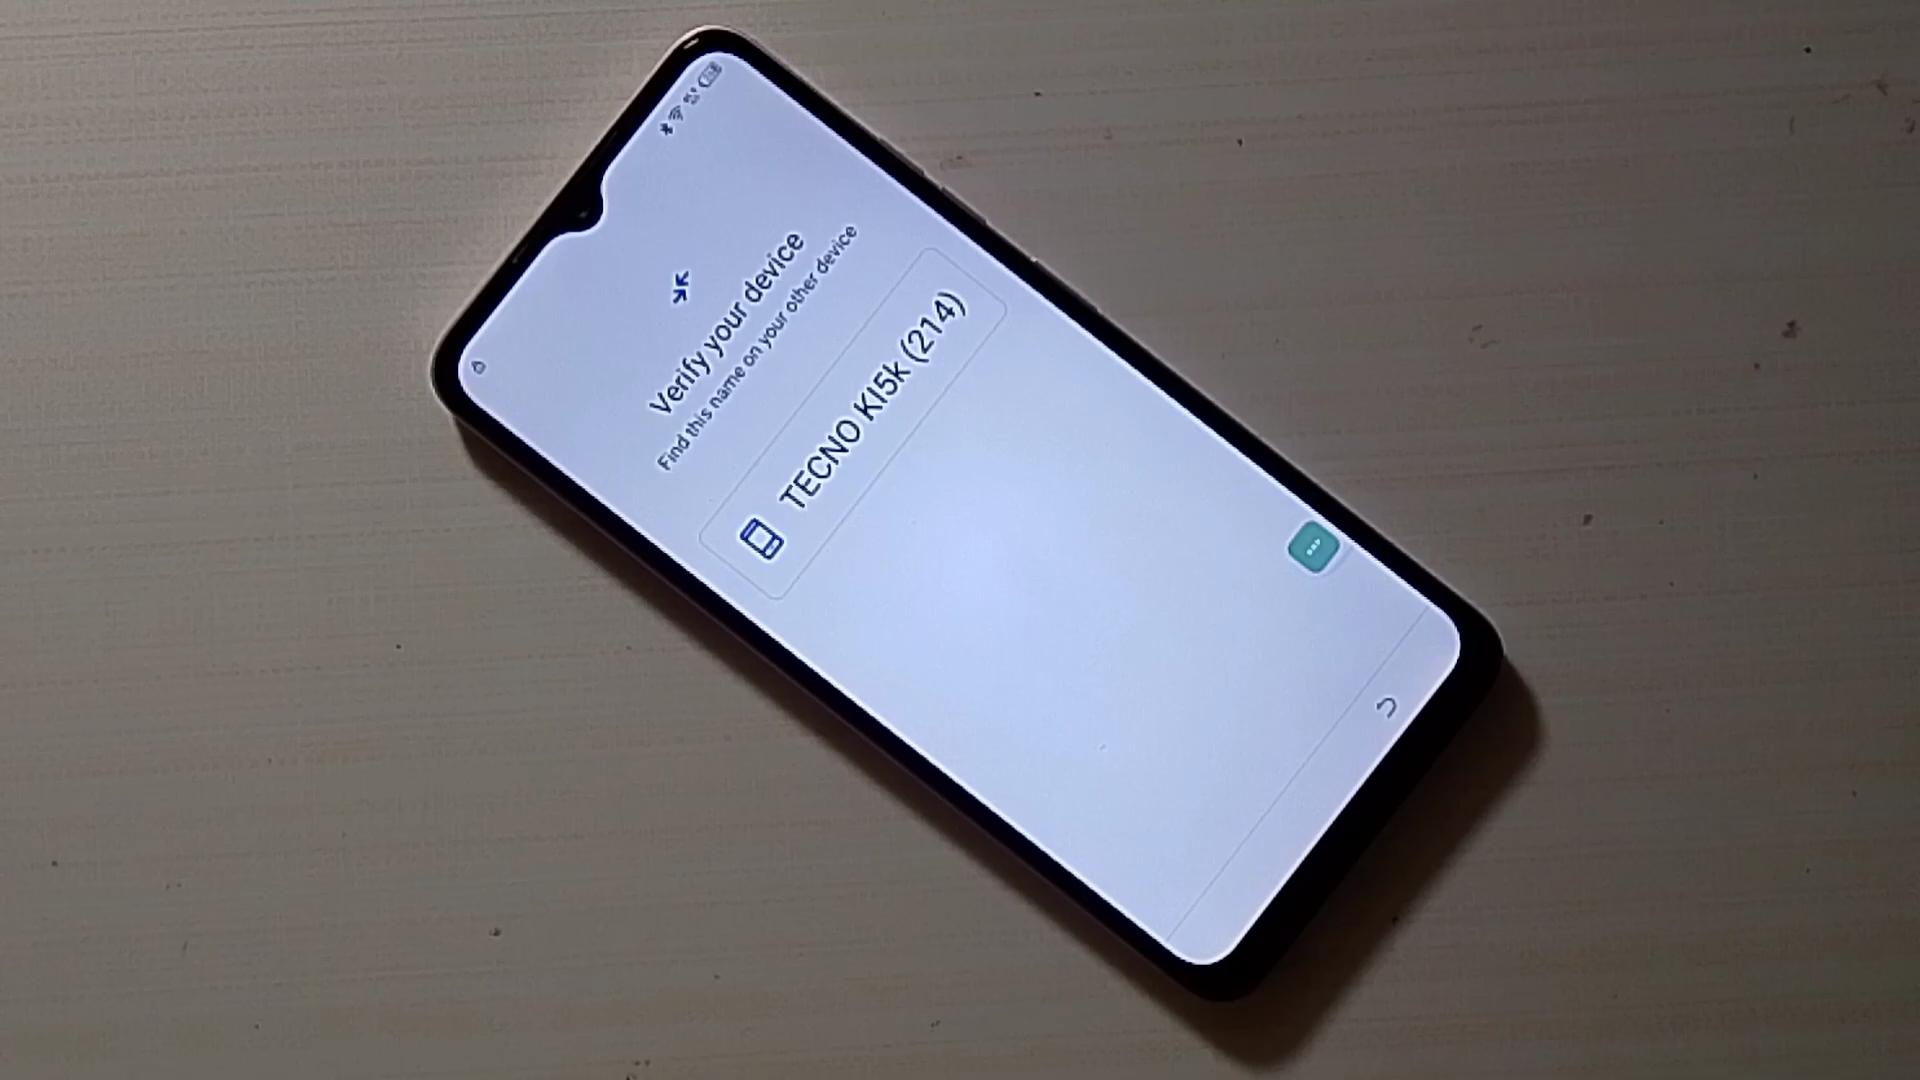 Verify your device
Find this name on your other device
TECNO KI5k (214)